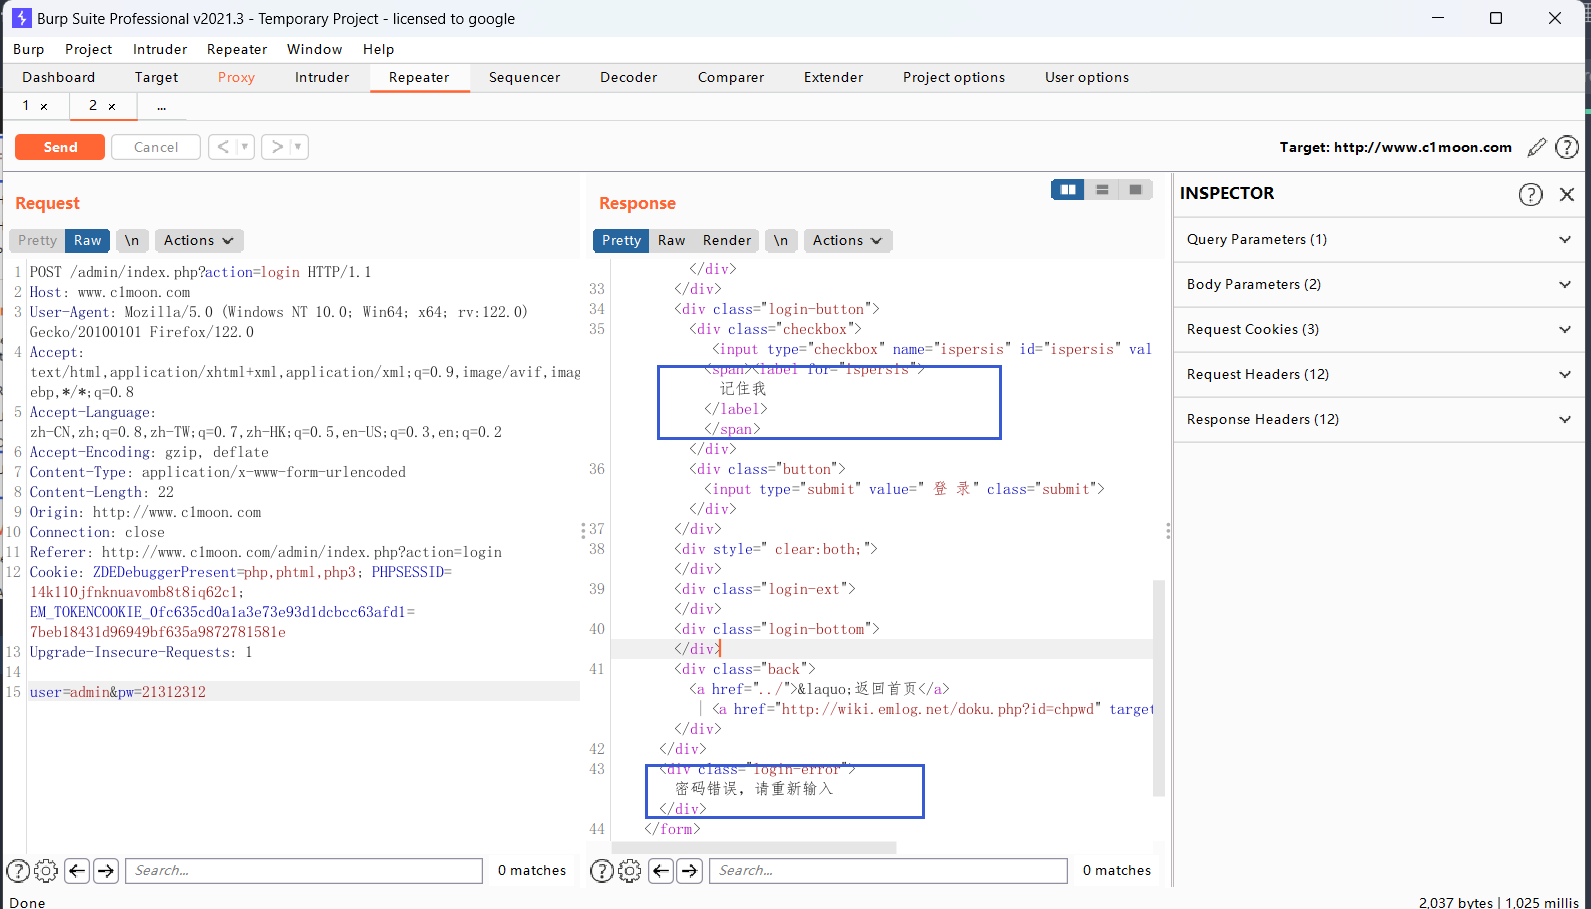 Burp Suite Professional v2021.3 - Temporary Project - licensed to google
Burp Project Intruder Repeater Window Help
Dashboard Target Proxy Intruder Repeater Sequencer Decoder Comparer Extender Project options User options
1 × 2 × ...
Send Cancel < > Target: http://www.c1moon.com
Request
Pretty Raw \n Actions
1 POST /admin/index.php?action=login HTTP/1.1
2 Host: www.c1moon.com
3 User-Agent: Mozilla/5.0 (Windows NT 10.0; Win64; x64; rv:122.0)
Gecko/20100101 Firefox/122.0
4 Accept:
text/html,application/xhtml+xml,application/xml;q=0.9,image/avif,imag
ebp,*/*;q=0.8
5 Accept-Language:
zh-CN,zh;q=0.8,zh-TW;q=0.7,zh-HK;q=0.5,en-US;q=0.3,en;q=0.2
6 Accept-Encoding: gzip, deflate
7 Content-Type: application/x-www-form-urlencoded
8 Content-Length: 22
9 Origin: http://www.c1moon.com
10 Connection: close
11 Referer: http://www.c1moon.com/admin/index.php?action=login
12 Cookie: ZDEDebuggerPresent=php,phtml,php3; PHPSESSID=
14k110jfnknuavomb8t8iq62c1;
EM_TOKENCOOKIE_0fc635cd0a1a3e73e93d1dcbcc63afd1=
7beb18431d96949bf635a9872781581e
13 Upgrade-Insecure-Requests: 1
14
15 user=admin&pw=21312312
Search... 0 matches
Response
Pretty Raw Render \n Actions
</div>
33 </div>
34 <div class="login-button">
35 <div class="checkbox">
<input type="checkbox" name="ispersis" id="ispersis" val
<span><label for="ispersis">
记住我
</label>
</span>
</div>
36 <div class="button">
<input type="submit" value=" 登 录" class="submit">
</div>
37 </div>
38 <div style=" clear:both;">
</div>
39 <div class="login-ext">
</div>
40 <div class="login-bottom">
</div>
41 <div class="back">
<a href="../">&laquo;返回首页</a>
| <a href="http://wiki.emlog.net/doku.php?id=chpwd" target
</div>
42 </div>
43 <div class="login-error">
密码错误，请重新输入
</div>
44 </form>
Search... 0 matches
INSPECTOR
Query Parameters (1)
Body Parameters (2)
Request Cookies (3)
Request Headers (12)
Response Headers (12)
Done 2,037 bytes | 1,025 millis